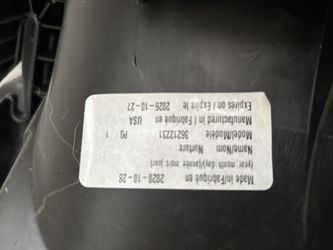 Made in/Fabriqué en 2020-10-28
(year month day)/(année mois jour)
Name/Nom Nurture
Model/Modèle 36212231 PO 1
Manufactured in / Fabriqué en USA
Expires on / Expire le 2026-10-27